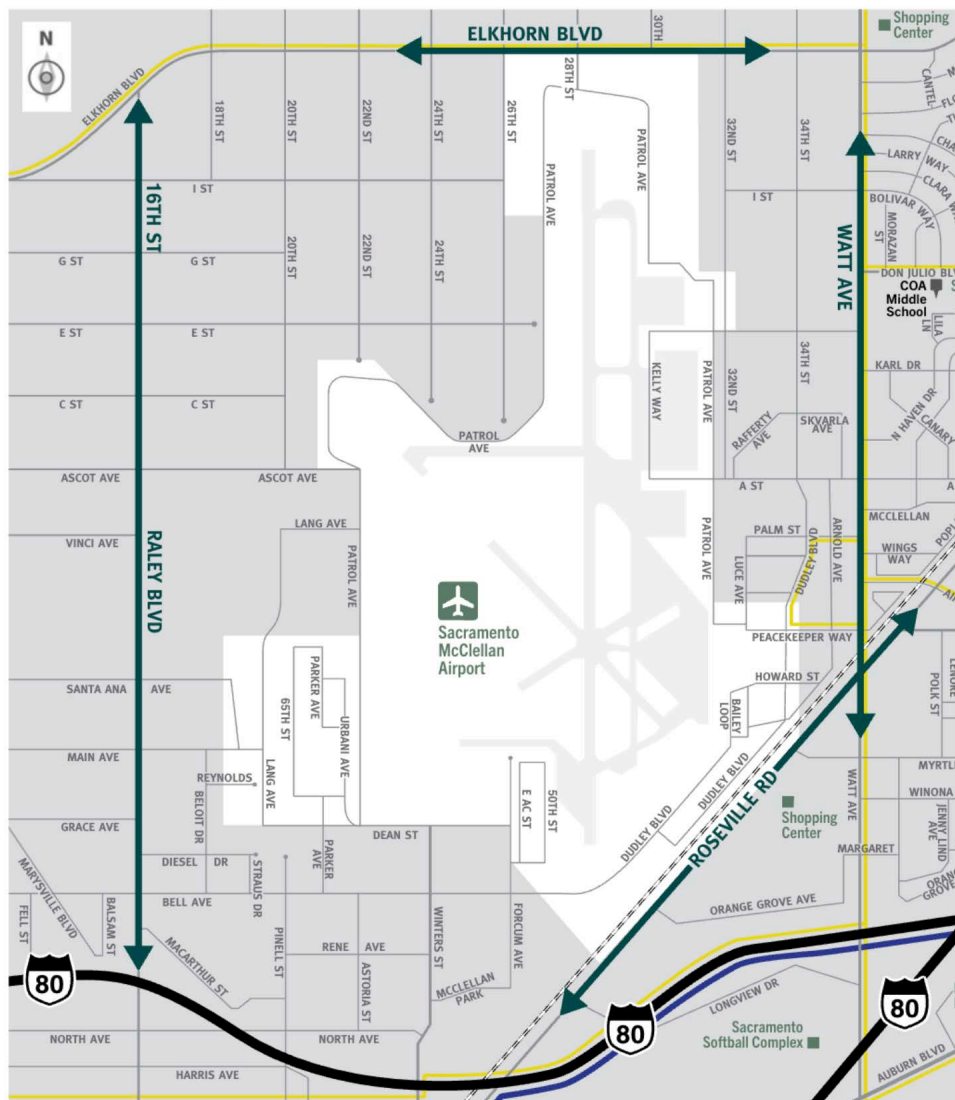 Shopping
Center
ELKHORN BLVD
30TH
N
28TH ST
ELKHORN BLVD
CANTEL
18TH ST
20TH ST
22ND ST
24TH ST
26TH ST
PATROL AVE
32ND ST
34TH ST
LARRY WAY
I ST
PATROL AVE
I ST
BOLIVAR WAY
16TH ST
MORAZAN
ST
20TH ST
22ND ST
24TH ST
WATT AVE
G ST
G ST
DON JULIO BLV
COA
Middle
School
E ST
E ST
LILA
LN
34TH ST
KARL DR
KELLY WAY
PATROL AVE
32ND ST
C ST
C ST
RAFFERTY
AVE
SKVARLA
AVE
N HAVEN DR
CANARY
PATROL
AVE
ASCOT AVE
ASCOT AVE
A ST
A
MCCLELLAN
LANG AVE
PALM ST
VINCI AVE
RALEY BLVD
PATROL AVE
PATROL AVE
LUCE AVE
DUDLEY BLVD
ARNOLD AVE
WINGS
WAY
Sacramento
McClellan
Airport
PEACEKEEPER WAY
PARKER AVE
HOWARD ST
SANTA ANA AVE
65TH ST
URBANI AVE
BAILEY
LOOP
POLK ST
LENORE
MAIN AVE
LANG AVE
REYNOLDS
BELOIT DR
DUDLEY BLVD
WATT AVE
MYRTL
WINONA
50TH ST
E AC ST
ROSEVILLE RD
Shopping
Center
JENNY LIND
AVE
GRACE AVE
DEAN ST
DUDLEY BLVD
MARGARET
DIESEL DR
PARKER
AVE
STRAUS DR
MARYSVILLE BLVD
ORANGE
GROVE
BELL AVE
ORANGE GROVE AVE
FELL ST
BALSAM ST
MACARTHUR ST
PINELL ST
RENE AVE
WINTERS ST
FORCUM AVE
ASTORIA ST
80
MCCLELLAN
PARK
LONGVIEW DR
80
80
NORTH AVE
NORTH AVE
Sacramento
Softball Complex
HARRIS AVE
AUBURN BLVD